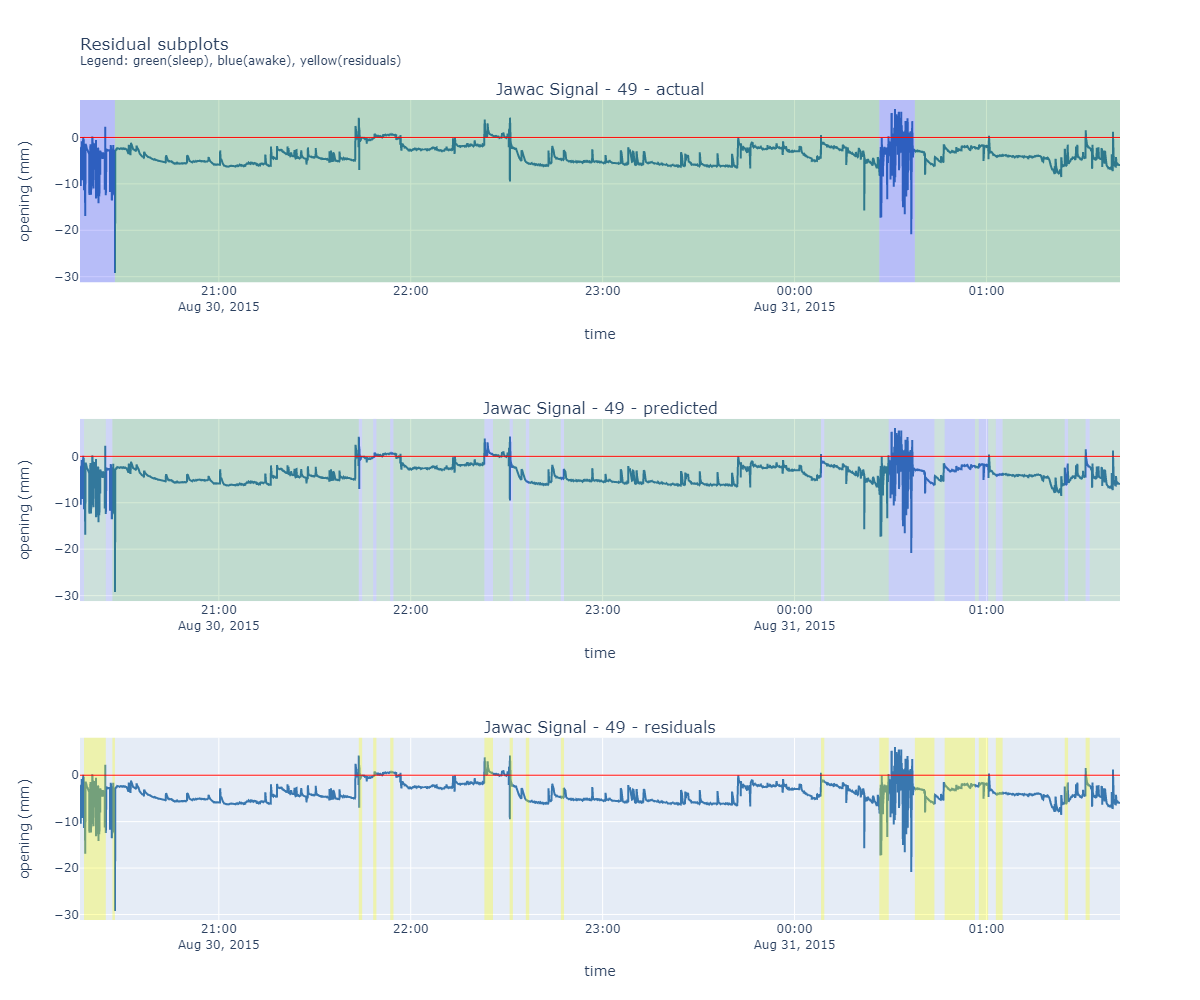 Residual subplots
Legend: green(sleep), blue(awake), yellow(residuals)
Jawac Signal - 49 - actual
opening (mm)
0
−10
−20
−30
21:00
Aug 30, 2015
22:00
23:00
00:00
Aug 31, 2015
01:00
time
Jawac Signal - 49 - predicted
opening (mm)
0
−10
−20
−30
21:00
Aug 30, 2015
22:00
23:00
00:00
Aug 31, 2015
01:00
time
Jawac Signal - 49 - residuals
opening (mm)
0
−10
−20
−30
21:00
Aug 30, 2015
22:00
23:00
00:00
Aug 31, 2015
01:00
time